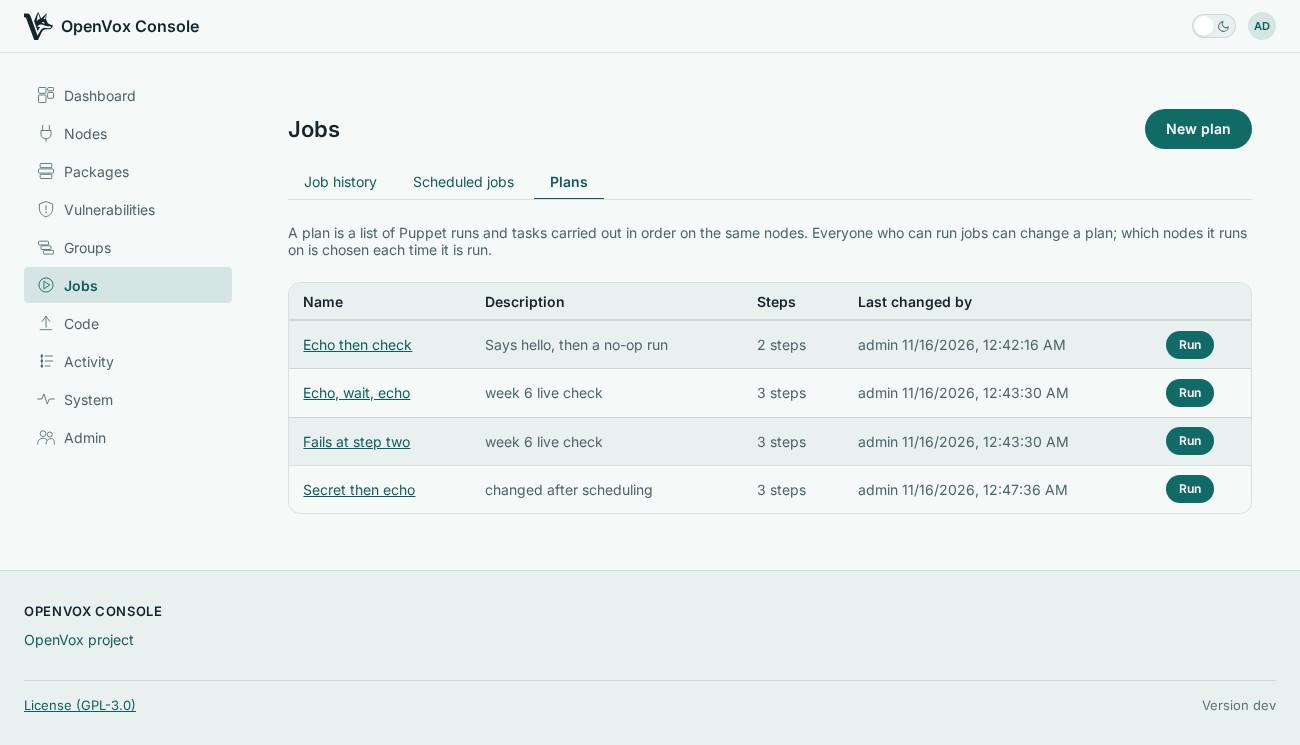 OpenVox Console
AD
Dashboard
Nodes
Packages
Vulnerabilities
Groups
Jobs
Code
Activity
System
Admin
Jobs
New plan
Job history
Scheduled jobs
Plans
A plan is a list of Puppet runs and tasks carried out in order on the same nodes. Everyone who can run jobs can change a plan; which nodes it runs
on is chosen each time it is run.
Name Description Steps Last changed by
Echo then check Says hello, then a no-op run 2 steps admin 11/16/2026, 12:42:16 AM Run
Echo, wait, echo week 6 live check 3 steps admin 11/16/2026, 12:43:30 AM Run
Fails at step two week 6 live check 3 steps admin 11/16/2026, 12:43:30 AM Run
Secret then echo changed after scheduling 3 steps admin 11/16/2026, 12:47:36 AM Run
OPENVOX CONSOLE
OpenVox project
License (GPL-3.0)
Version dev